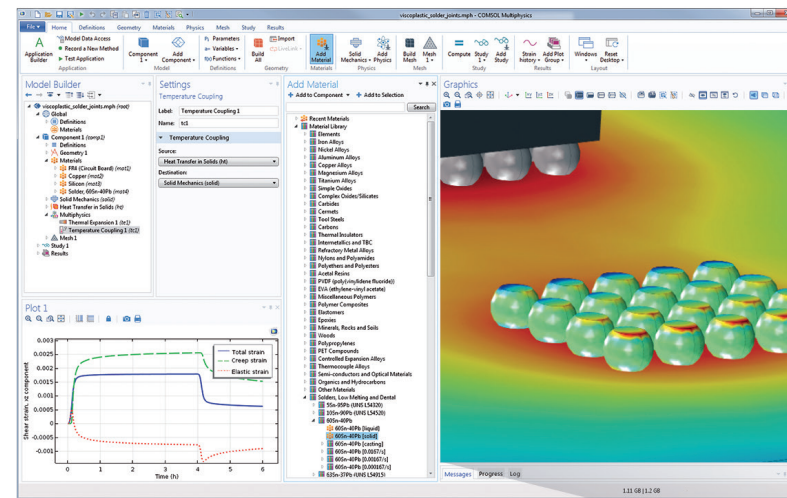 viscoplastic_solder_joints.mph - COMSOL Multiphysics
File Home Definitions Geometry Materials Physics Mesh Study Results
Application Builder
Model Data Access
Record a New Method
Test Application
Application
Component 1
Add Component
Model
Pi Parameters
a= Variables
f(x) Functions
Definitions
Build All
LiveLink
Geometry
Add Material
Materials
Solid Mechanics
Add Physics
Physics
Build Mesh
Mesh 1
Mesh
Compute
Study 1
Add Study
Study
Strain history
Add Plot Group
Results
Windows
Reset Desktop
Layout
Model Builder
viscoplastic_solder_joints.mph (root)
Global
Definitions
Materials
Component 1 (comp1)
Definitions
Geometry 1
Materials
FR4 (Circuit Board) (mat1)
Copper (mat2)
Silicon (mat3)
Solder, 60Sn-40Pb (mat4)
Solid Mechanics (solid)
Heat Transfer in Solids (ht)
Multiphysics
Thermal Expansion 1 (te1)
Temperature Coupling 1 (tc1)
Mesh 1
Study 1
Results
Settings
Temperature Coupling
Label: Temperature Coupling 1
Name: tc1
Temperature Coupling
Source:
Heat Transfer in Solids (ht)
Destination:
Solid Mechanics (solid)
Add Material
Add to Component
Add to Selection
Search
Recent Materials
Material Library
Elements
Iron Alloys
Nickel Alloys
Aluminum Alloys
Copper Alloys
Magnesium Alloys
Titanium Alloys
Simple Oxides
Complex Oxides/Silicates
Carbides
Cermets
Tool Steels
Carbons
Thermal Insulators
Intermetallics and TBC
Refractory Metal Alloys
Nylons and Polyamides
Polyethers and Polyesters
Acetal Resins
PVDF (poly(vinylidene fluoride))
EVA (ethylene-vinyl acetate)
Miscellaneous Polymers
Polymer Composites
Elastomers
Epoxies
Minerals, Rocks and Soils
Woods
Polypropylenes
PET Compounds
Controlled Expansion Alloys
Thermocouple Alloys
Semi-conductors and Optical Materials
Organics and Hydrocarbons
Other Materials
Solders, Low Melting and Dental
5Sn-95Pb (UNS L54320)
10Sn-90Pb (UNS L54520)
60Sn-40Pb
60Sn-40Pb [liquid]
60Sn-40Pb [solid]
60Sn-40Pb [casting]
60Sn-40Pb [0.0167/s]
60Sn-40Pb [0.00167/s]
60Sn-40Pb [0.000167/s]
63Sn-37Pb (UNS L54915)
Graphics
Plot 1
Shear strain, xz component
0.003
0.0025
0.002
0.0015
0.001
0.0005
0
-0.0005
-0.001
0 1 2 3 4 5 6
Time (h)
Total strain
Creep strain
Elastic strain
Messages Progress Log
1.11 GB | 1.2 GB